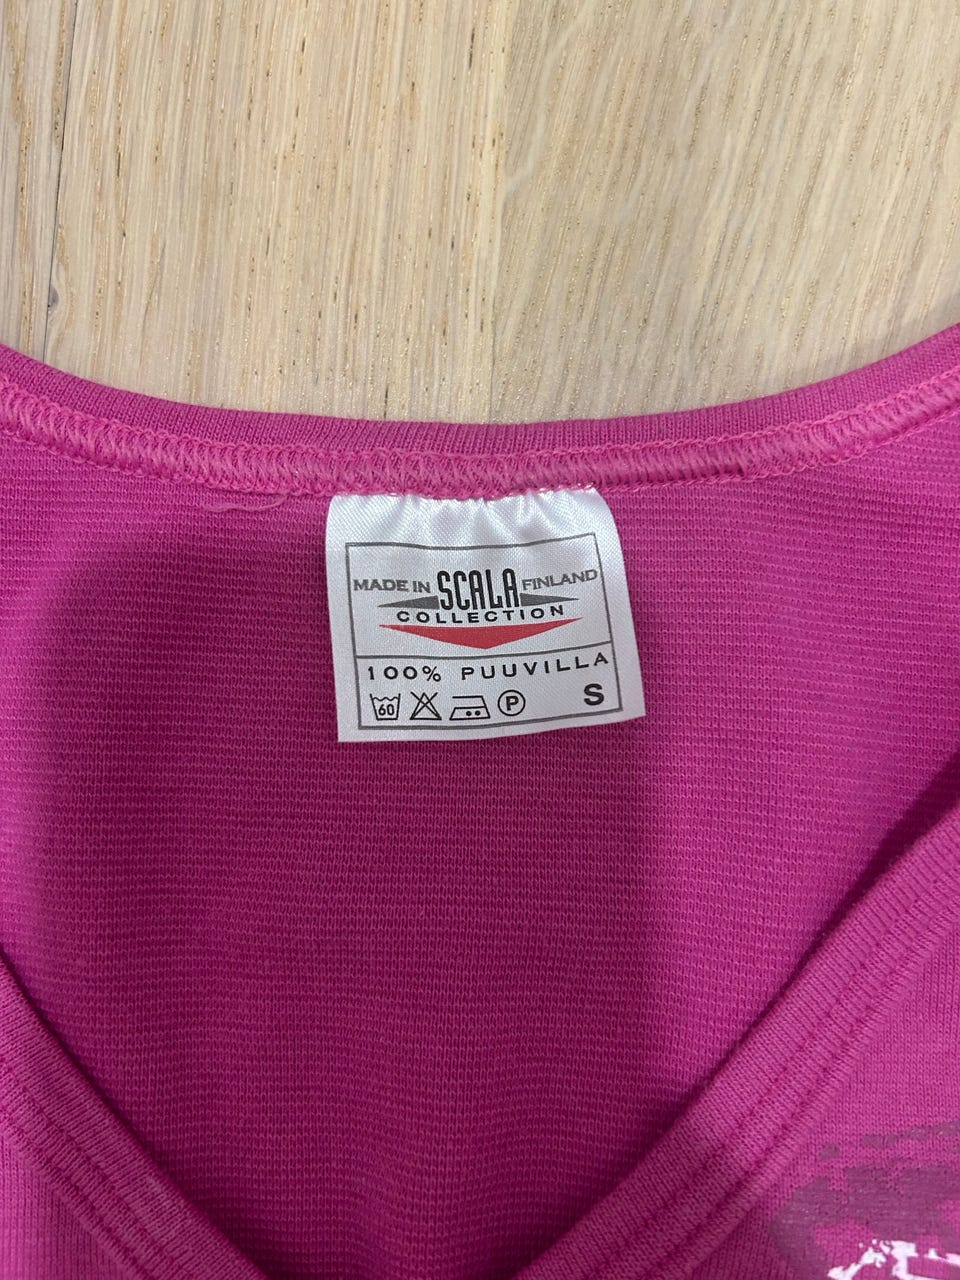 MADE IN SCALA FINLAND
COLLECTION
100% PUUVILLA
60 P S